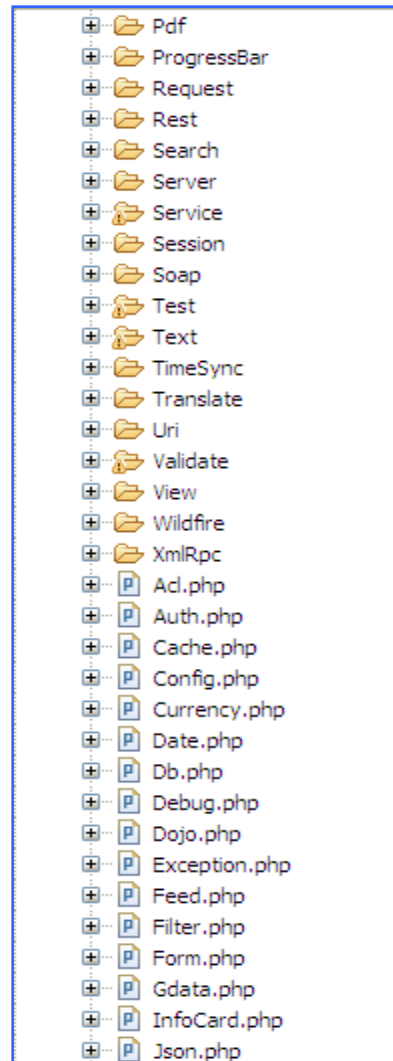 Pdf
ProgressBar
Request
Rest
Search
Server
Service
Session
Soap
Test
Text
TimeSync
Translate
Uri
Validate
View
Wildfire
XmlRpc
Acl.php
Auth.php
Cache.php
Config.php
Currency.php
Date.php
Db.php
Debug.php
Dojo.php
Exception.php
Feed.php
Filter.php
Form.php
Gdata.php
InfoCard.php
Json.php